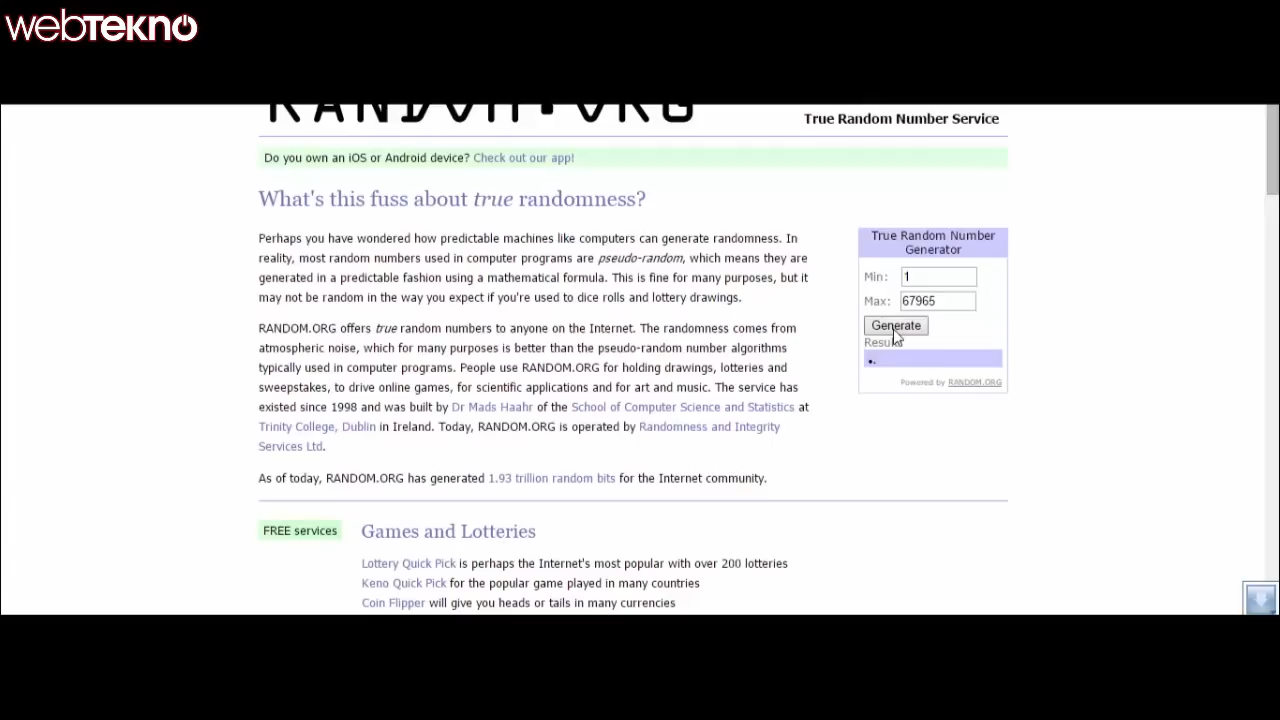 webTEKNO
RANDOM.ORG
True Random Number Service
Do you own an iOS or Android device? Check out our app!
What's this fuss about true randomness?
Perhaps you have wondered how predictable machines like computers can generate randomness. In
reality, most random numbers used in computer programs are pseudo-random, which means they are
generated in a predictable fashion using a mathematical formula. This is fine for many purposes, but it
may not be random in the way you expect if you're used to dice rolls and lottery drawings.
RANDOM.ORG offers true random numbers to anyone on the Internet. The randomness comes from
atmospheric noise, which for many purposes is better than the pseudo-random number algorithms
typically used in computer programs. People use RANDOM.ORG for holding drawings, lotteries and
sweepstakes, to drive online games, for scientific applications and for art and music. The service has
existed since 1998 and was built by Dr Mads Haahr of the School of Computer Science and Statistics at
Trinity College, Dublin in Ireland. Today, RANDOM.ORG is operated by Randomness and Integrity
Services Ltd.
As of today, RANDOM.ORG has generated 1.93 trillion random bits for the Internet community.
True Random Number
Generator
Min: 1
Max: 67965
Generate
Result:
Powered by RANDOM.ORG
FREE services
Games and Lotteries
Lottery Quick Pick is perhaps the Internet's most popular with over 200 lotteries
Keno Quick Pick for the popular game played in many countries
Coin Flipper will give you heads or tails in many currencies